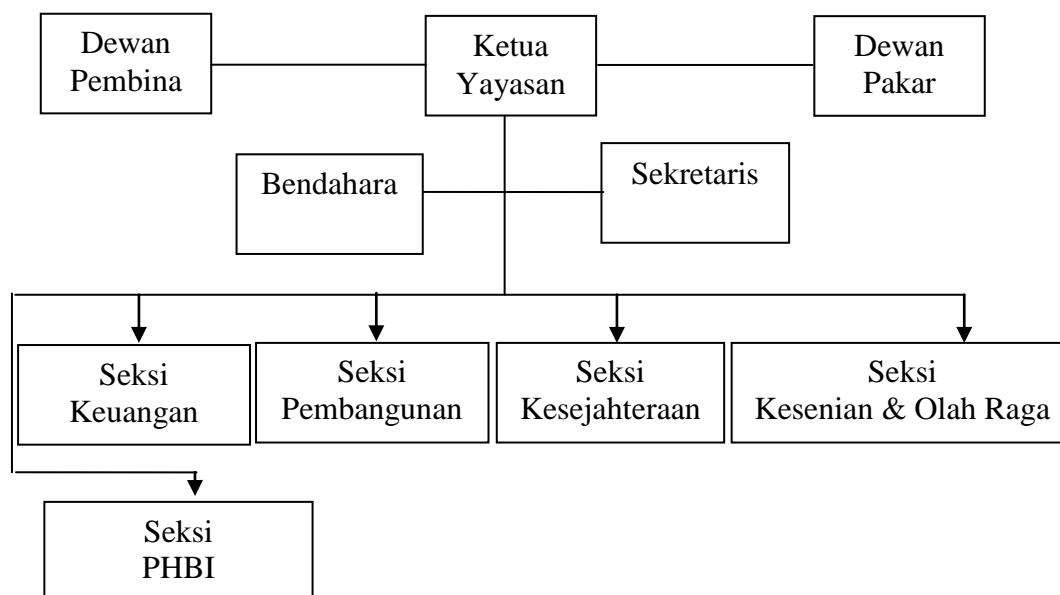 Dewan
Pembina
Ketua
Yayasan
Dewan
Pakar
Bendahara
Sekretaris
Seksi
Keuangan
Seksi
Pembangunan
Seksi
Kesejahteraan
Seksi
Kesenian & Olah Raga
Seksi
PHBI